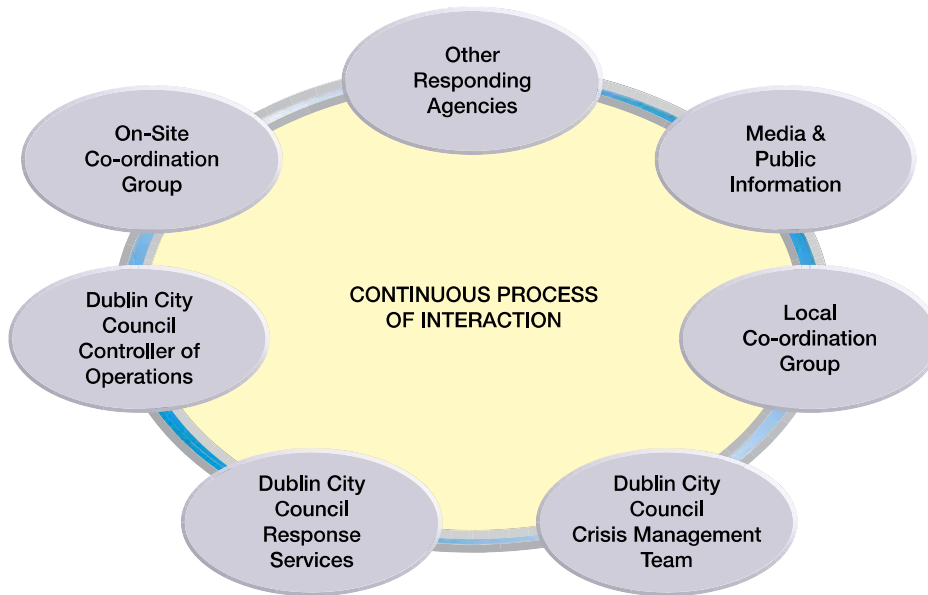 Other
Responding
Agencies
On-Site
Co-ordination
Group
Media &
Public
Information
CONTINUOUS PROCESS
OF INTERACTION
Dublin City
Council
Controller of
Operations
Local
Co-ordination
Group
Dublin City
Council
Response
Services
Dublin City
Council
Crisis Management
Team